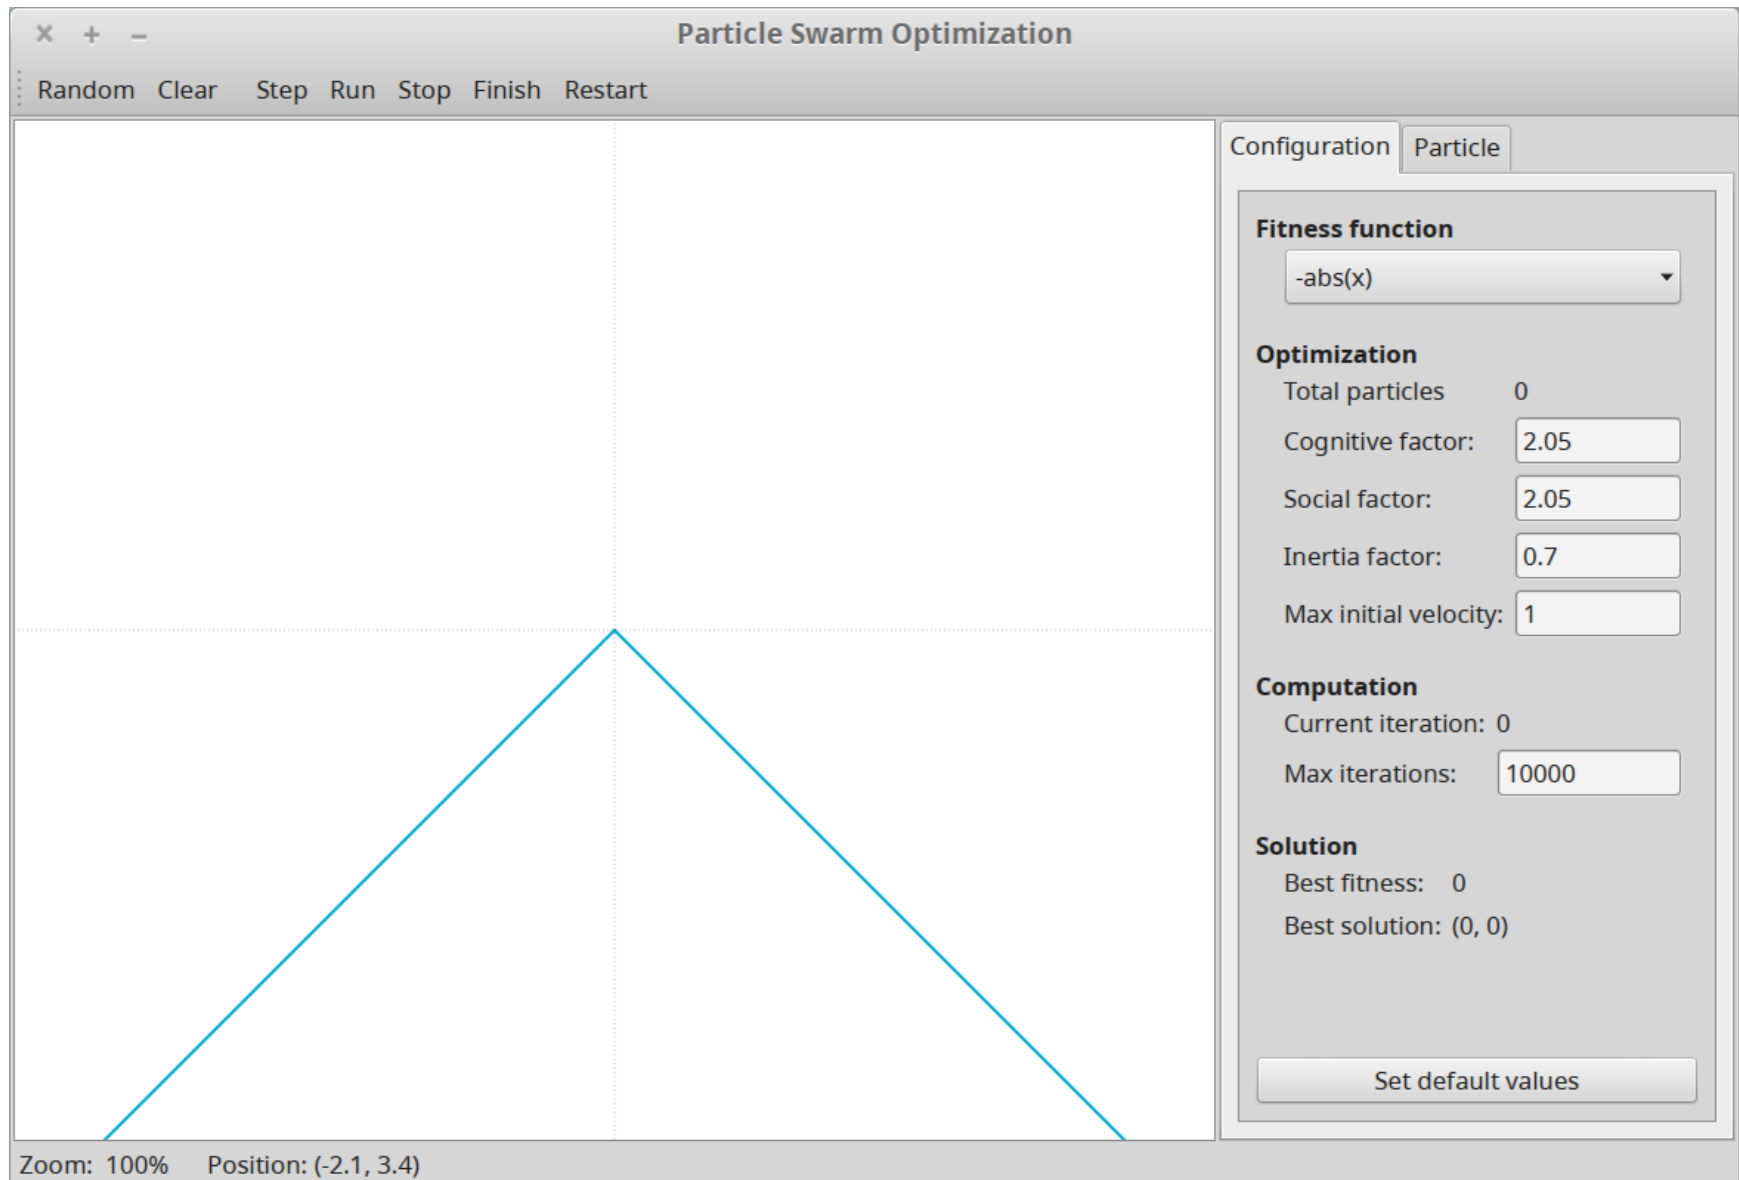 Particle Swarm Optimization
Random Clear Step Run Stop Finish Restart
Configuration Particle
Fitness function
-abs(x)
Optimization
Total particles 0
Cognitive factor: 2.05
Social factor: 2.05
Inertia factor: 0.7
Max initial velocity: 1
Computation
Current iteration: 0
Max iterations: 10000
Solution
Best fitness: 0
Best solution: (0, 0)
Set default values
Zoom: 100% Position: (-2.1, 3.4)